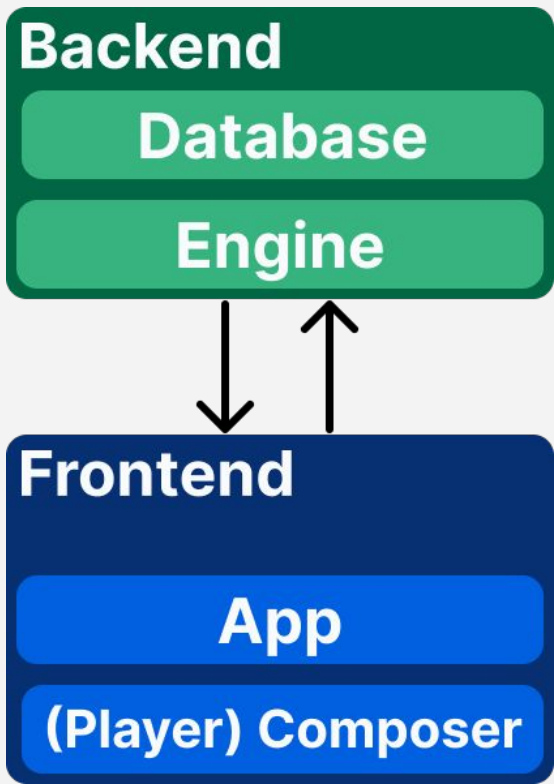 Backend
Database
Engine
Frontend
App
(Player) Composer